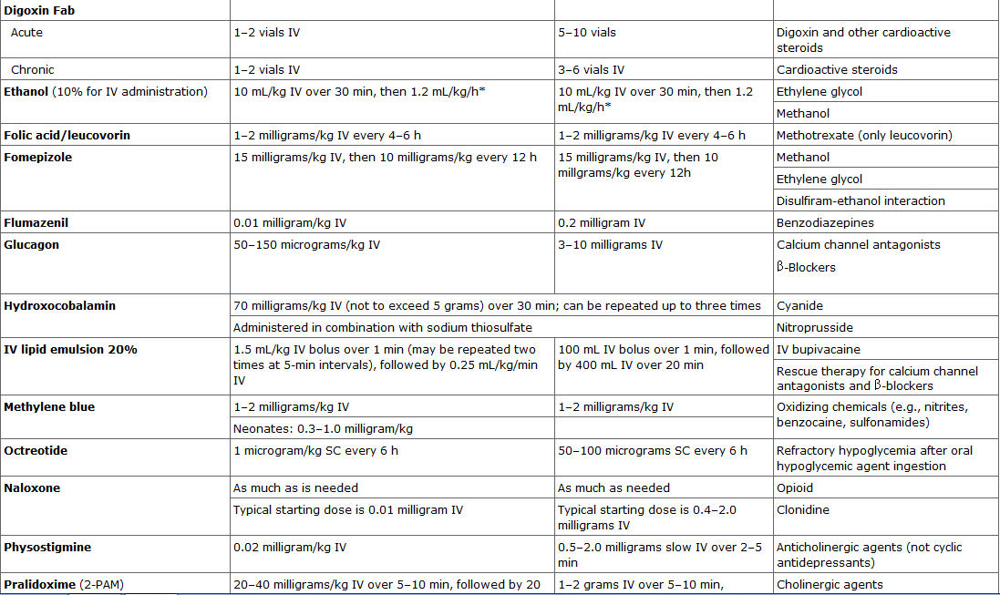 Digoxin Fab
Acute 1–2 vials IV 5–10 vials Digoxin and other cardioactive
steroids
Chronic 1–2 vials IV 3–6 vials IV Cardioactive steroids
Ethanol (10% for IV administration) 10 mL/kg IV over 30 min, then 1.2 mL/kg/h* 10 mL/kg IV over 30 min, then 1.2 Ethylene glycol
mL/kg/h*
Methanol
Folic acid/leucovorin 1–2 milligrams/kg IV every 4–6 h 1–2 milligrams/kg IV every 4–6 h Methotrexate (only leucovorin)
Fomepizole 15 milligrams/kg IV, then 10 milligrams/kg every 12 h 15 milligrams/kg IV, then 10 Methanol
millgrams/kg every 12h
Ethylene glycol
Disulfiram-ethanol interaction
Flumazenil 0.01 milligram/kg IV 0.2 milligram IV Benzodiazepines
Glucagon 50–150 micrograms/kg IV 3–10 milligrams IV Calcium channel antagonists
β-Blockers
Hydroxocobalamin 70 milligrams/kg IV (not to exceed 5 grams) over 30 min; can be repeated up to three times Cyanide
Administered in combination with sodium thiosulfate Nitroprusside
IV lipid emulsion 20% 1.5 mL/kg IV bolus over 1 min (may be repeated two 100 mL IV bolus over 1 min, followed IV bupivacaine
times at 5-min intervals), followed by 0.25 mL/kg/min by 400 mL IV over 20 min
IV
Rescue therapy for calcium channel
antagonists and β-blockers
Methylene blue 1–2 milligrams/kg IV 1–2 milligrams/kg IV Oxidizing chemicals (e.g., nitrites,
benzocaine, sulfonamides)
Neonates: 0.3–1.0 milligram/kg
Octreotide 1 microgram/kg SC every 6 h 50–100 micrograms SC every 6 h Refractory hypoglycemia after oral
hypoglycemic agent ingestion
Naloxone As much as is needed As much as needed Opioid
Typical starting dose is 0.01 milligram IV Typical starting dose is 0.4–2.0 Clonidine
milligrams IV
Physostigmine 0.02 milligram/kg IV 0.5–2.0 milligrams slow IV over 2–5 Anticholinergic agents (not cyclic
min antidepressants)
Pralidoxime (2-PAM) 20–40 milligrams/kg IV over 5–10 min, followed by 20 1–2 grams IV over 5–10 min, Cholinergic agents